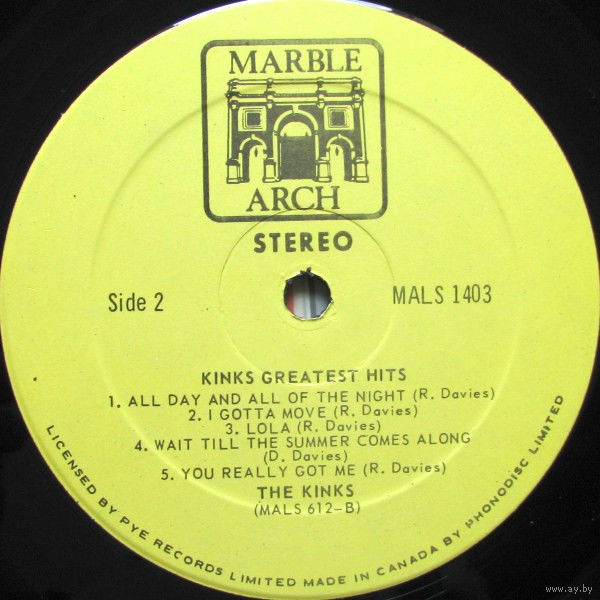 MARBLE
ARCH
STEREO
Side 2
MALS 1403
KINKS GREATEST HITS
1. ALL DAY AND ALL OF THE NIGHT (R. Davies)
2. I GOTTA MOVE (R. Davies)
3. LOLA (R. Davies)
4. WAIT TILL THE SUMMER COMES ALONG
(D. Davies)
5. YOU REALLY GOT ME (R. Davies)
THE KINKS
(MALS 612-B)
LICENSED BY PYE RECORDS LIMITED MADE IN CANADA BY PHONODISC LIMITED
www.ay.by